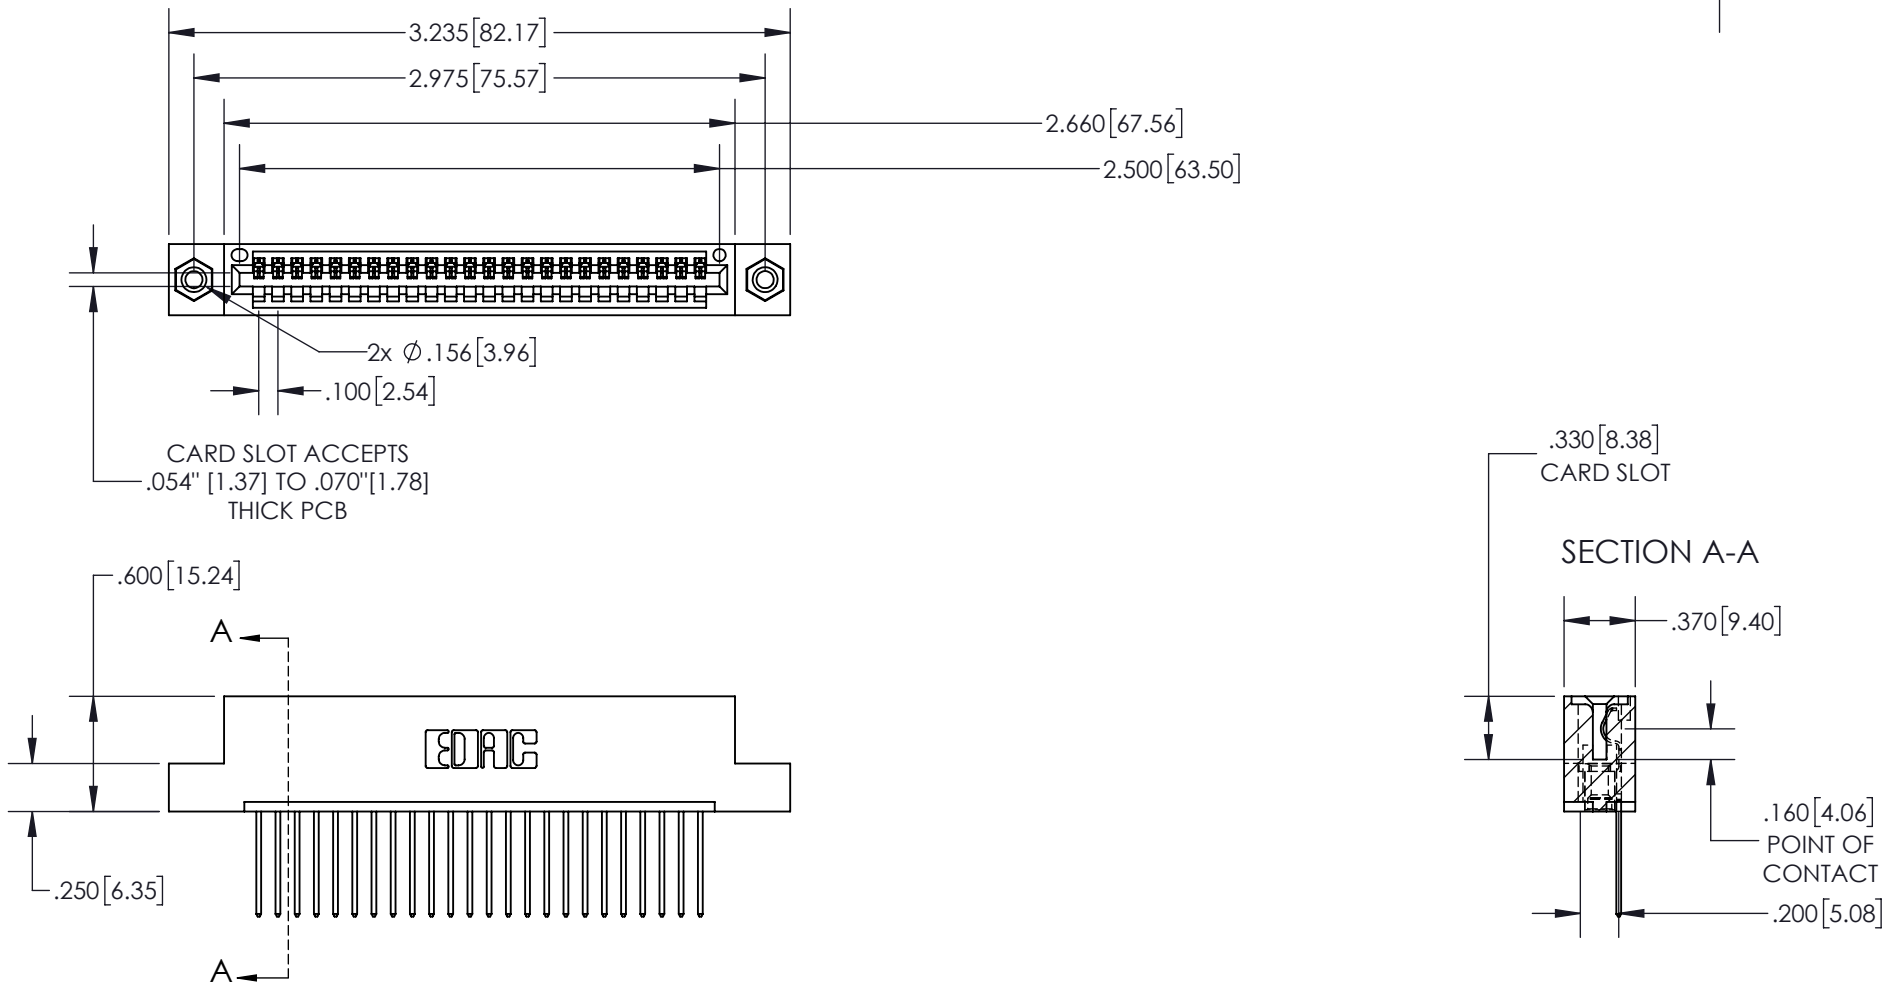 3.235[82.17]
2.975[75.57]
2.660[67.56]
2.500[63.50]
2x Ø.156[3.96]
.100[2.54]
CARD SLOT ACCEPTS
.054" [1.37] TO .070"[1.78]
THICK PCB
.330[8.38]
CARD SLOT
SECTION A-A
.600[15.24]
A
.370[9.40]
EDAC
.160[4.06]
POINT OF
CONTACT
.250[6.35]
.200[5.08]
A